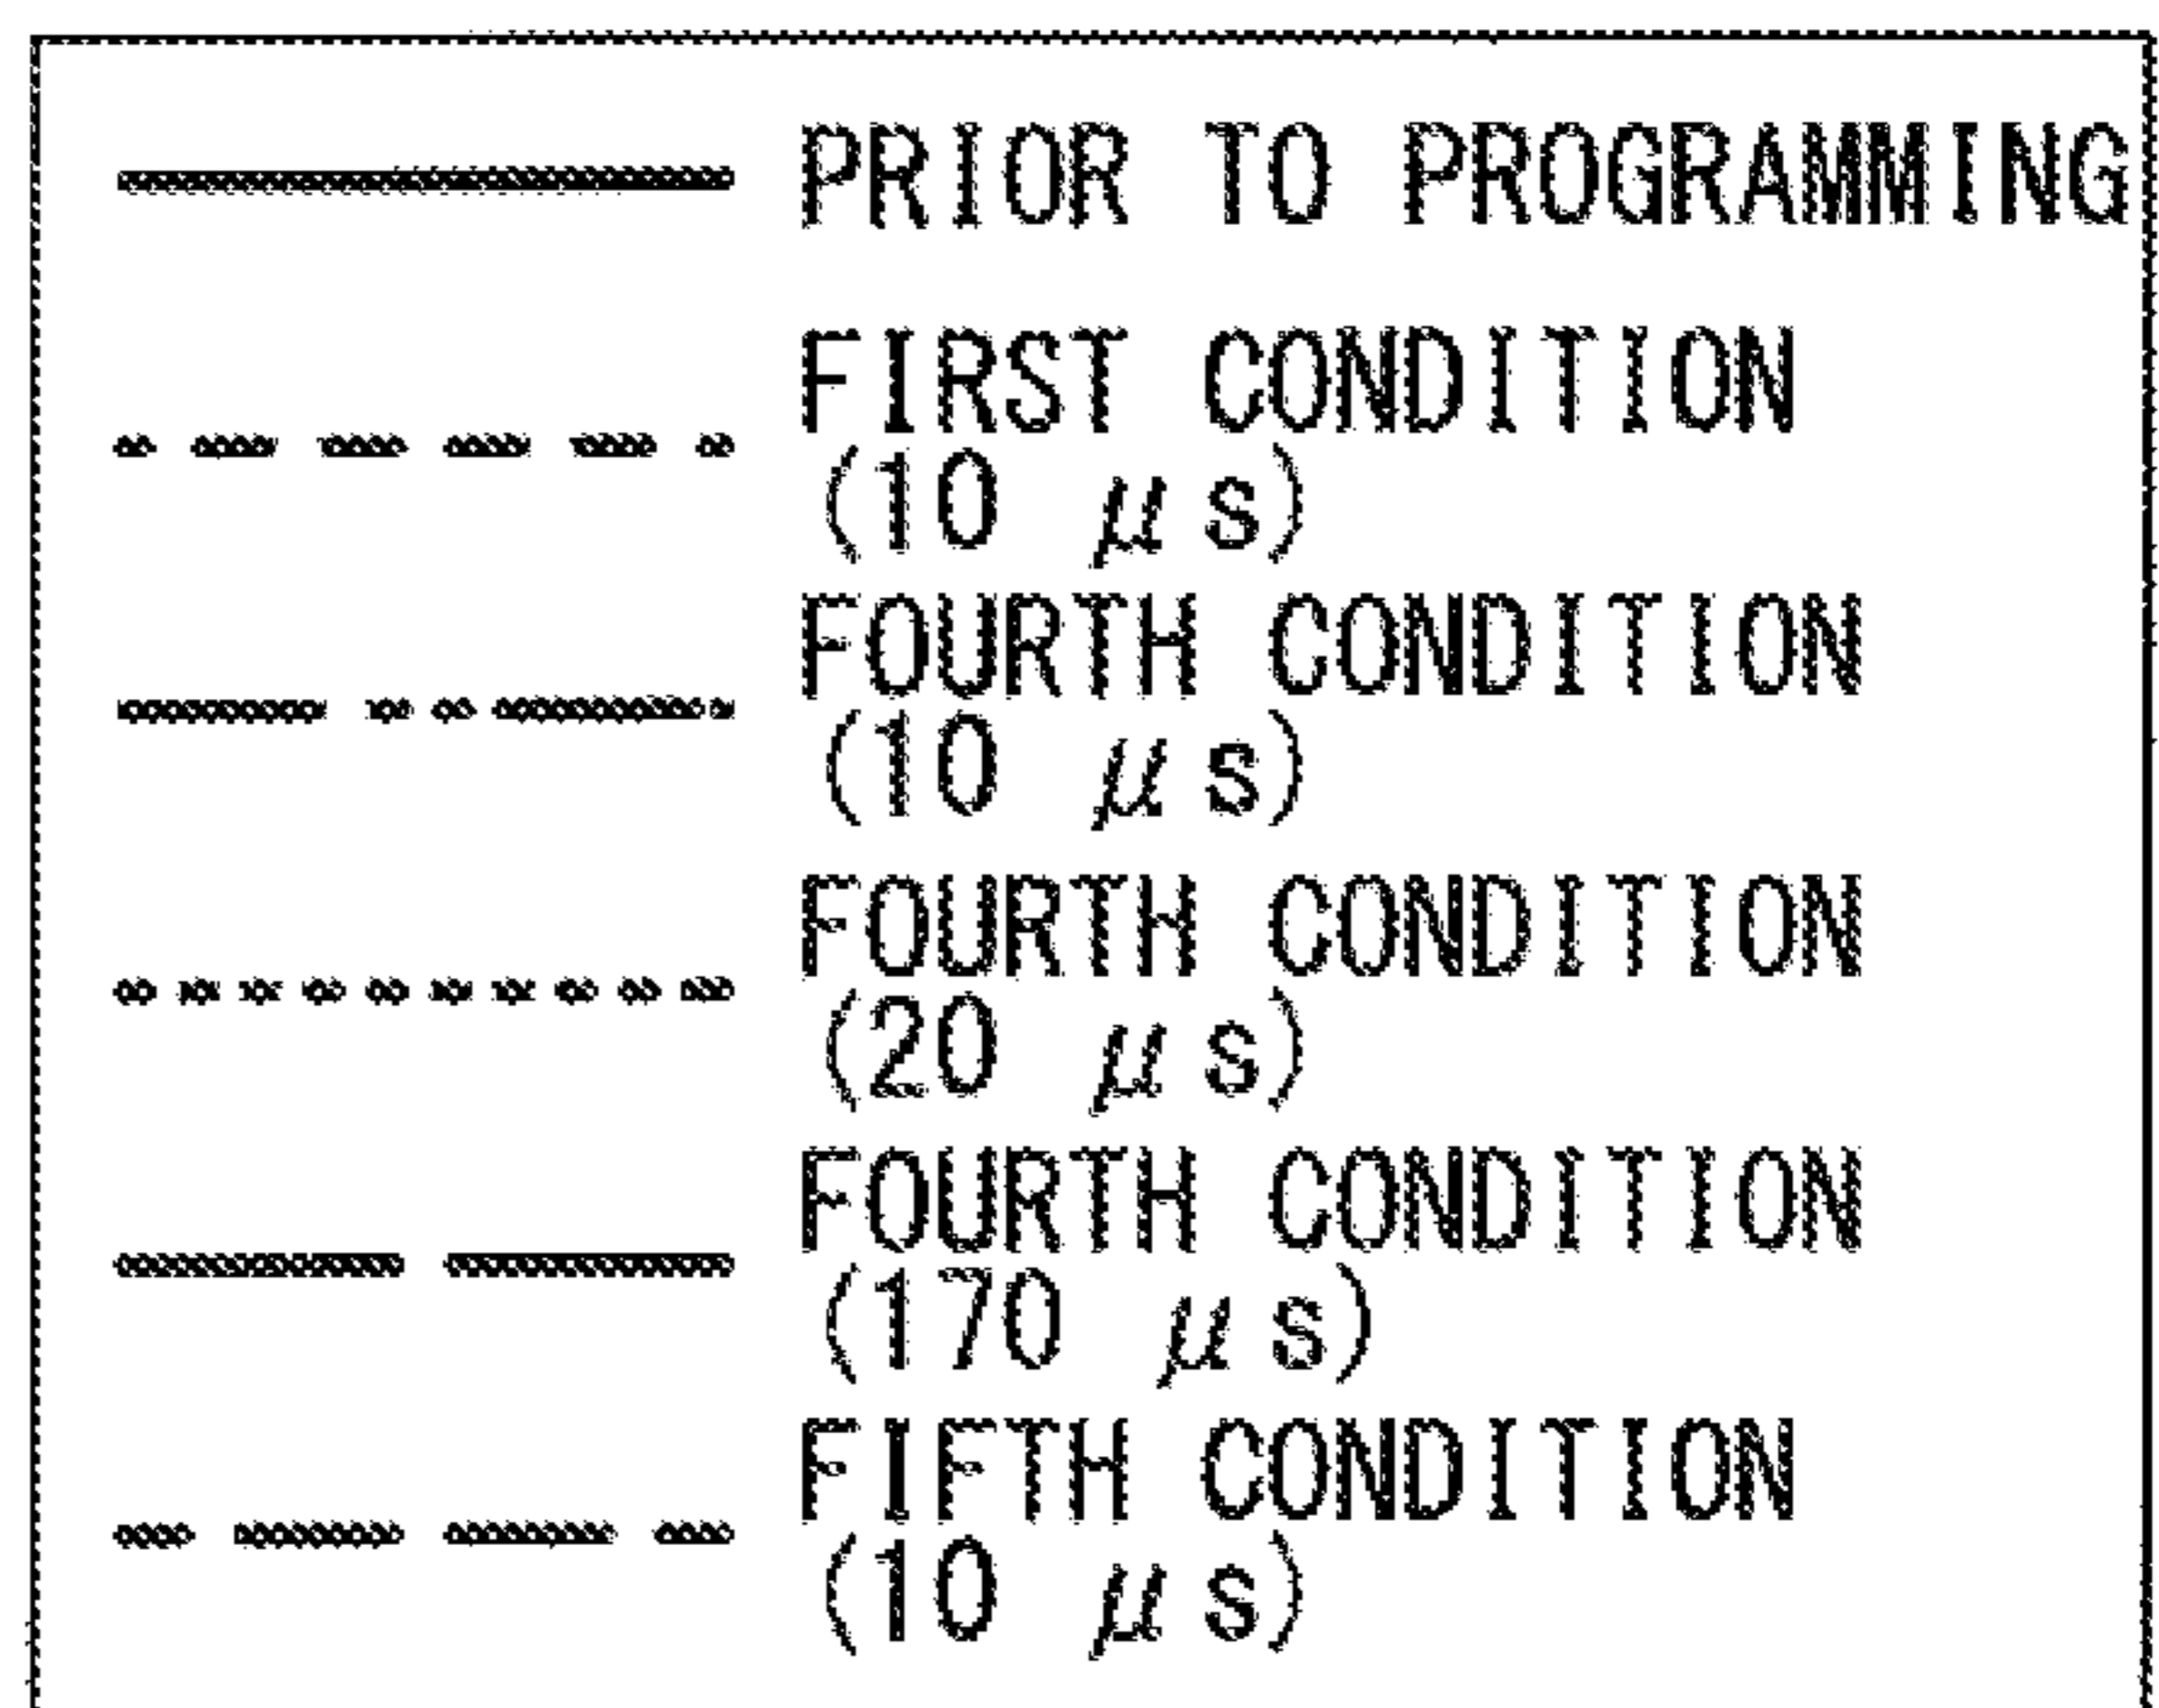 PRIOR TO PROGRAMMING
FIRST CONDITION
(10 μs)
FOURTH CONDITION
(10 μs)
FOURTH CONDITION
(20 μs)
FOURTH CONDITION
(170 μs)
FIFTH CONDITION
(10 μs)